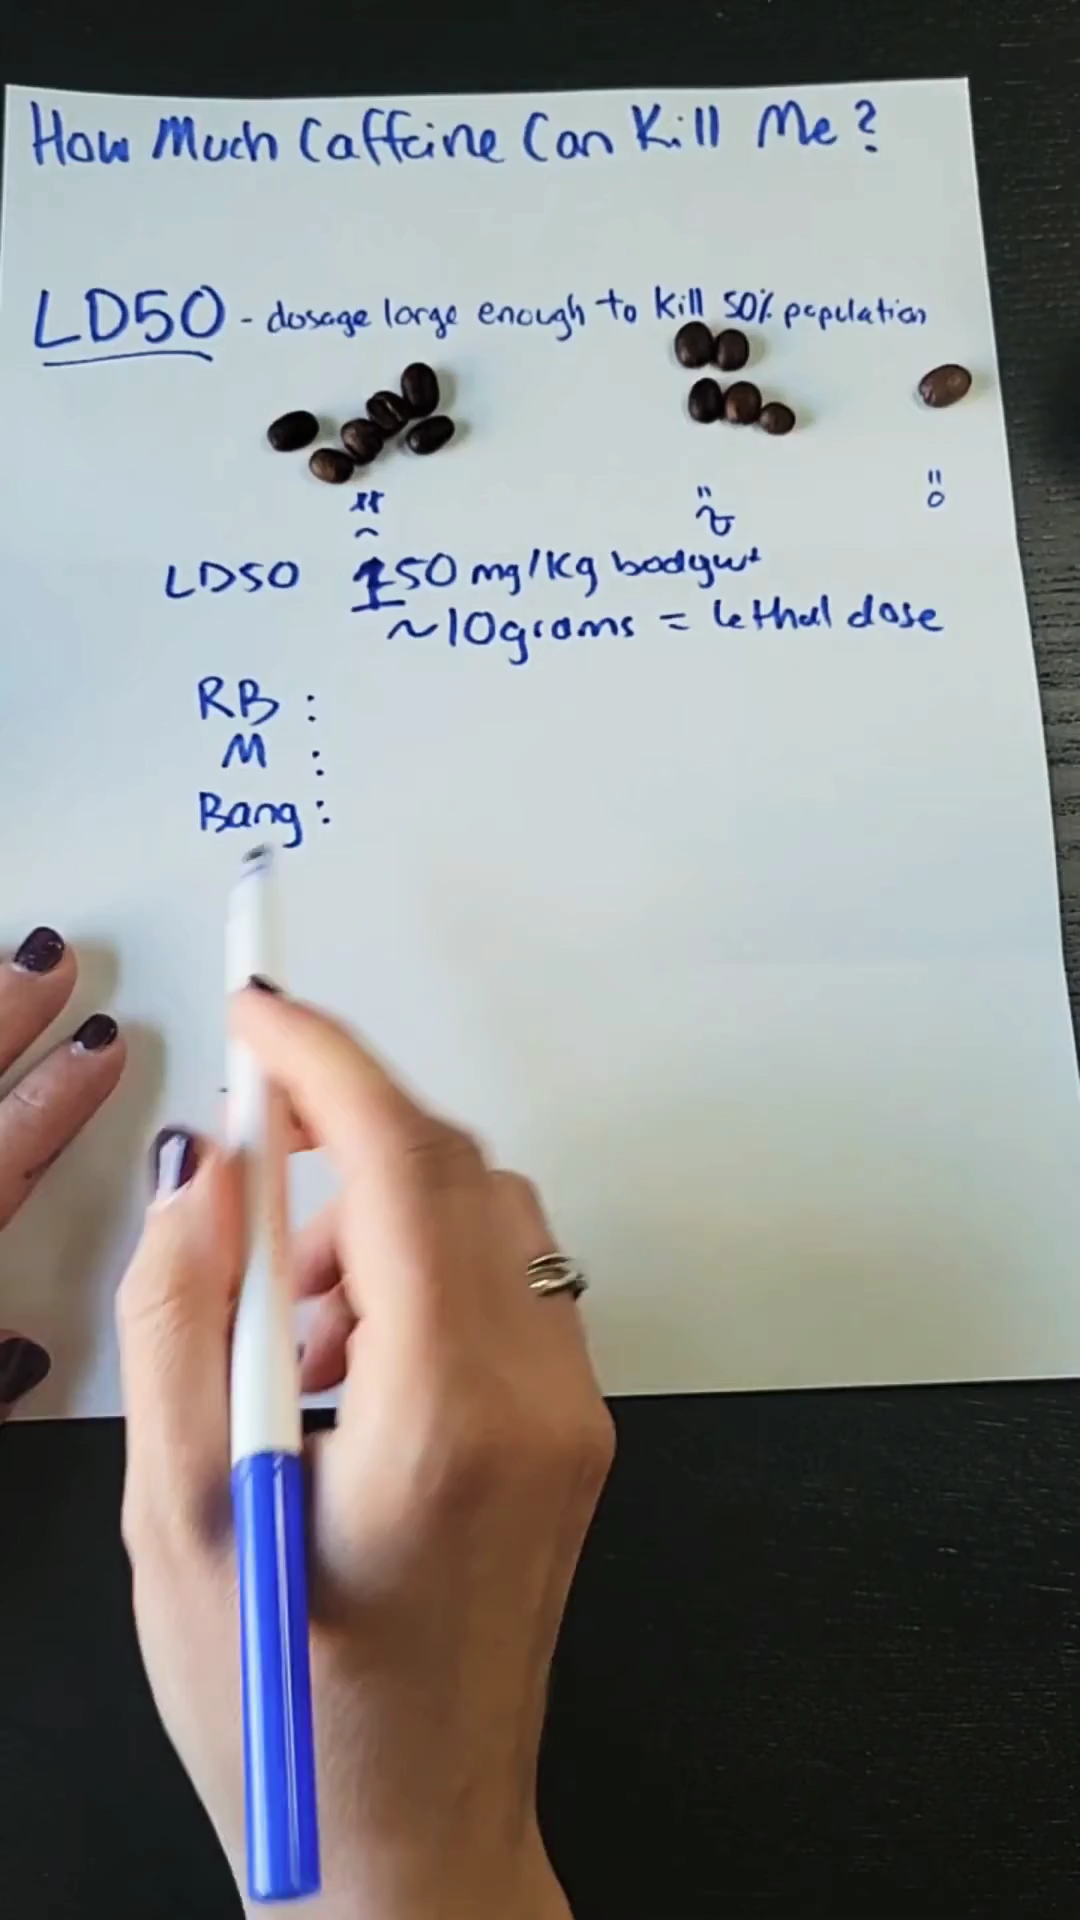 How Much Caffeine Can Kill Me?
LD50 - dosage large enough to kill 50% population
LD50 150 mg/kg bodywt
~10grams = lethal dose
RB :
M :
Bang :